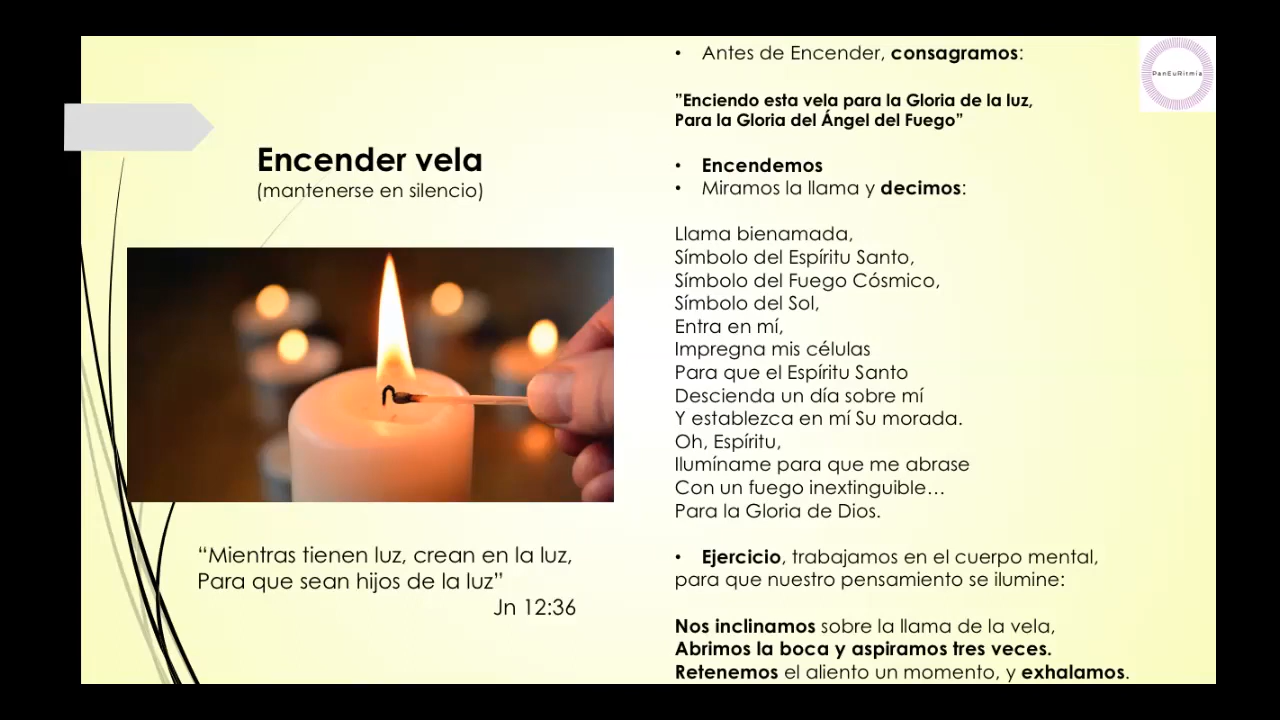 Encender vela
(mantenerse en silencio)
“Mientras tienen luz, crean en la luz,
Para que sean hijos de la luz”
Jn 12:36
• Antes de Encender, consagramos:
”Enciendo esta vela para la Gloria de la luz,
Para la Gloria del Ángel del Fuego”
• Encendemos
• Miramos la llama y decimos:
Llama bienamada,
Símbolo del Espíritu Santo,
Símbolo del Fuego Cósmico,
Símbolo del Sol,
Entra en mí,
Impregna mis células
Para que el Espíritu Santo
Descienda un día sobre mí
Y establezca en mí Su morada.
Oh, Espíritu,
Ilumíname para que me abrase
Con un fuego inextinguible…
Para la Gloria de Dios.
• Ejercicio, trabajamos en el cuerpo mental,
para que nuestro pensamiento se ilumine:
Nos inclinamos sobre la llama de la vela,
Abrimos la boca y aspiramos tres veces.
Retenemos el aliento un momento, y exhalamos.
PanEuRitmia